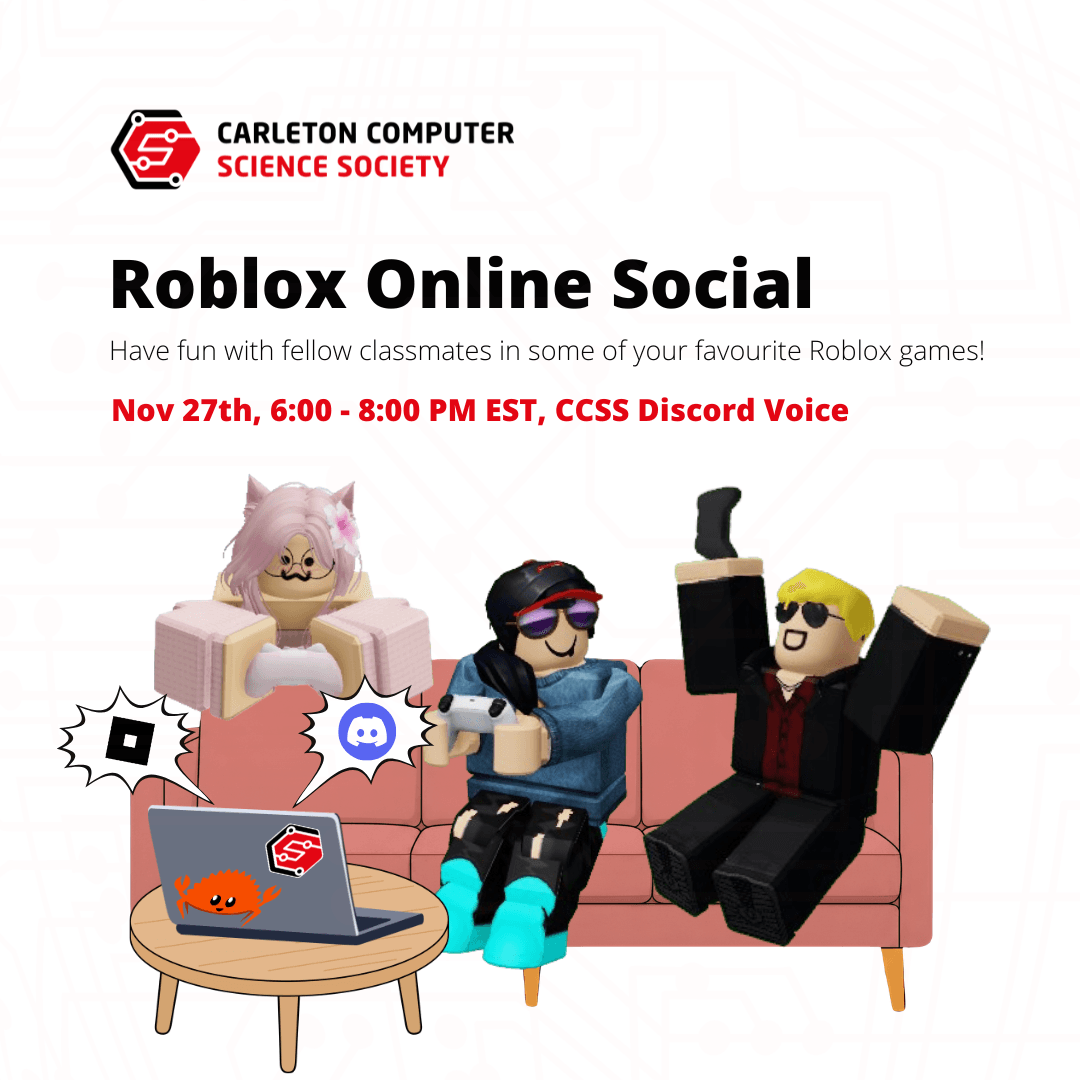 CARLETON COMPUTER
SCIENCE SOCIETY
Roblox Online Social
Have fun with fellow classmates in some of your favourite Roblox games!
Nov 27th, 6:00 - 8:00 PM EST, CCSS Discord Voice